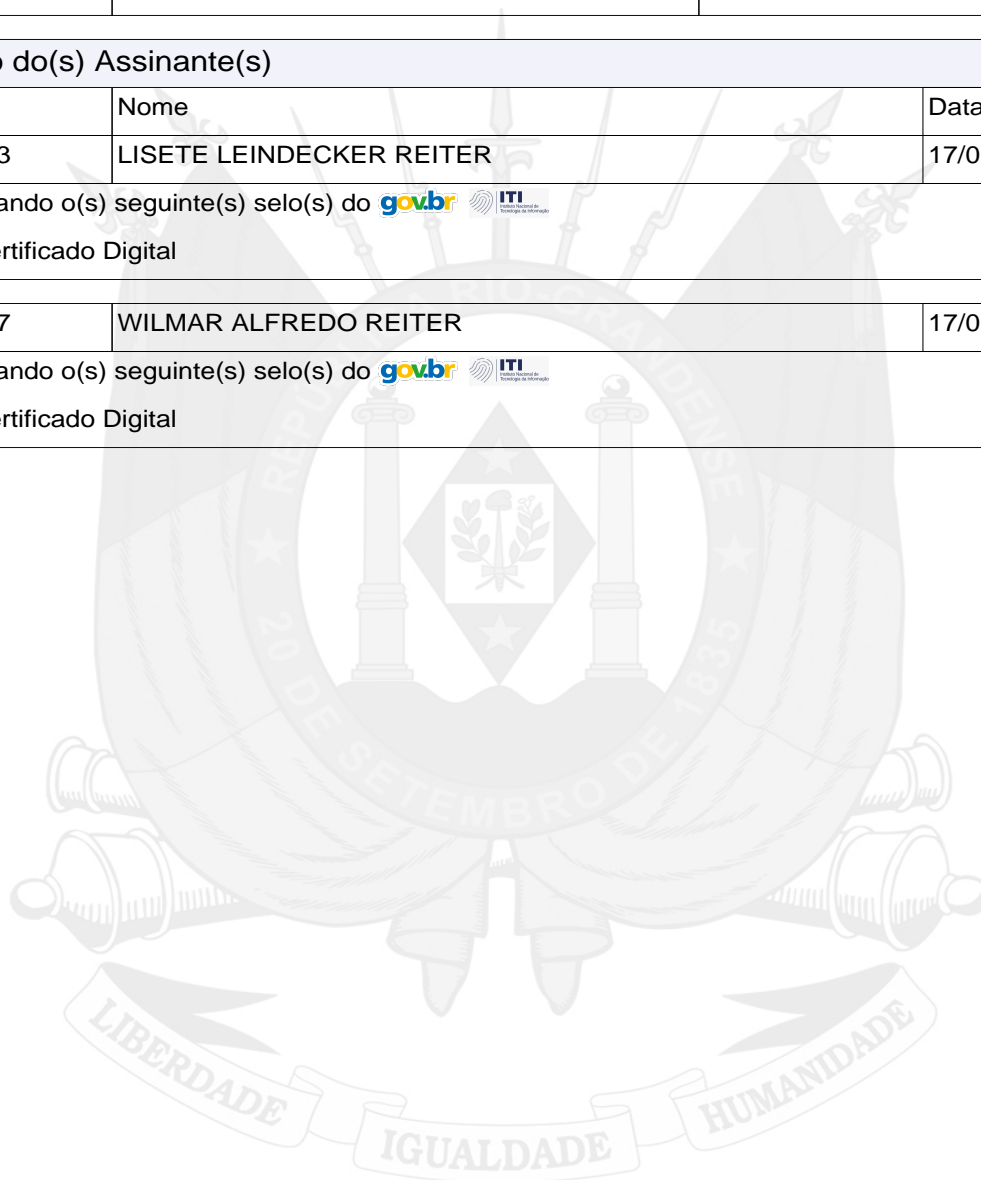 o do(s) Assinante(s)
Nome Data
3 LISETE LEINDECKER REITER 17/0
ando o(s) seguinte(s) selo(s) do gov.br ITI
rtificado Digital
7 WILMAR ALFREDO REITER 17/0
ando o(s) seguinte(s) selo(s) do gov.br ITI
rtificado Digital
REPUBLICA RIO-GRANDENSE
20 DE SETEMBRO DE 1835
LIBERDADE
IGUALDADE
HUMANIDADE